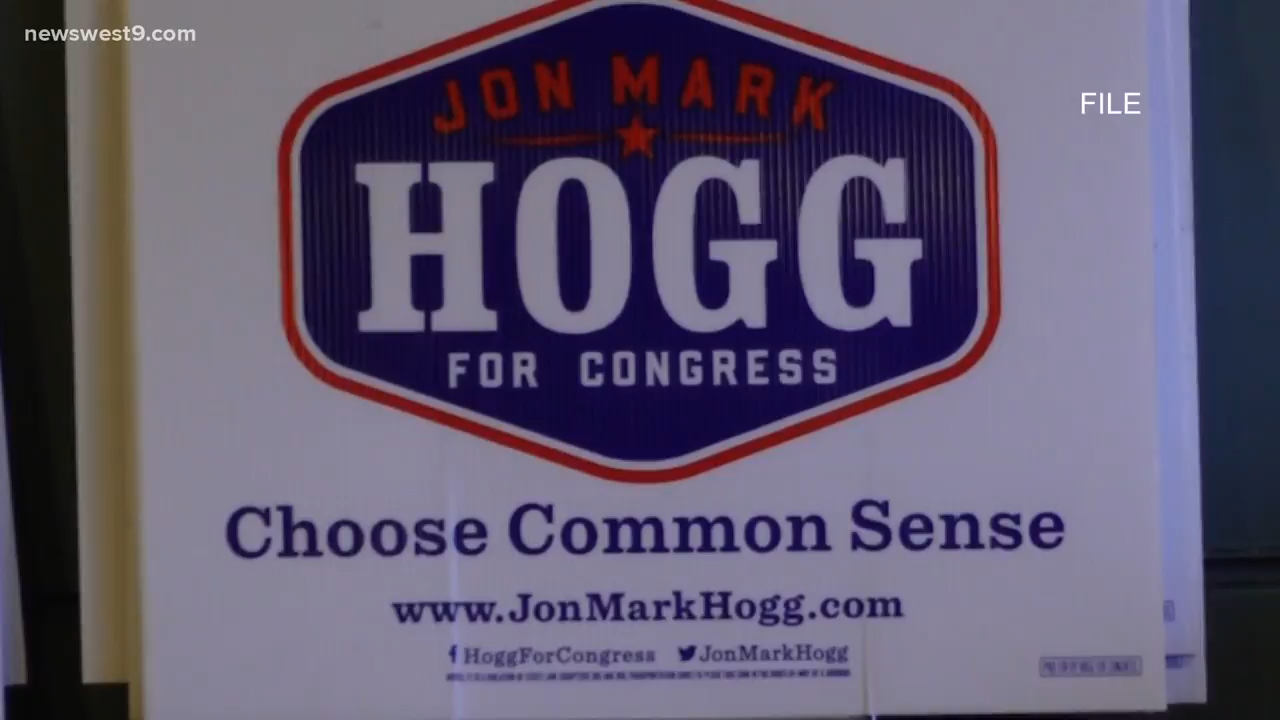 newswest9.com
FILE
JON MARK
HOGG
FOR CONGRESS
Choose Common Sense
www.JonMarkHogg.com
HoggForCongress JonMarkHogg